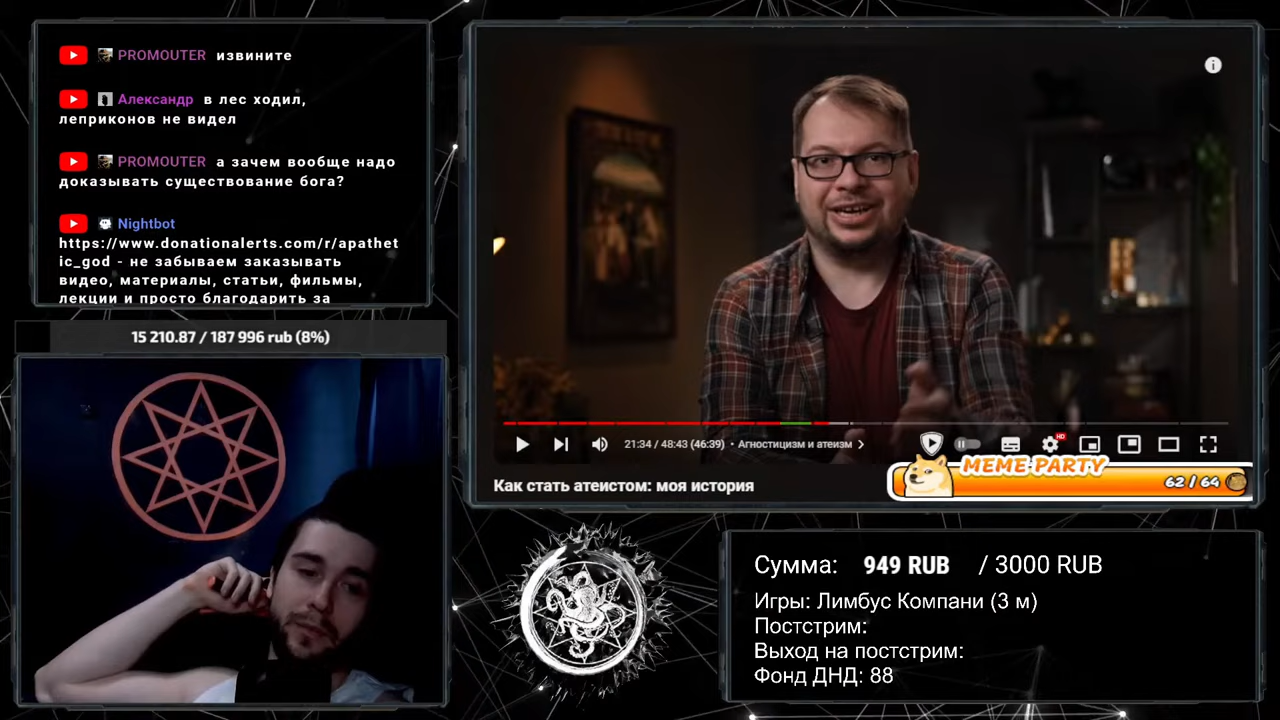 PROMOUTER извините
Александр в лес ходил,
леприконов не видел
PROMOUTER а зачем вообще надо
доказывать существование бога?
Nightbot
https://www.donationalerts.com/r/apathet
ic_god - не забываем заказывать
видео, материалы, статьи, фильмы,
лекции и просто благодарить за
15 210.87 / 187 996 rub (8%)
21:34 / 48:43 (46:39) • Агностицизм и атеизм
HD
Как стать атеистом: моя история
MEME PARTY
62 / 64
Сумма: 949 RUB / 3000 RUB
Игры: Лимбус Компани (3 м)
Постстрим:
Выход на постстрим:
Фонд ДНД: 88